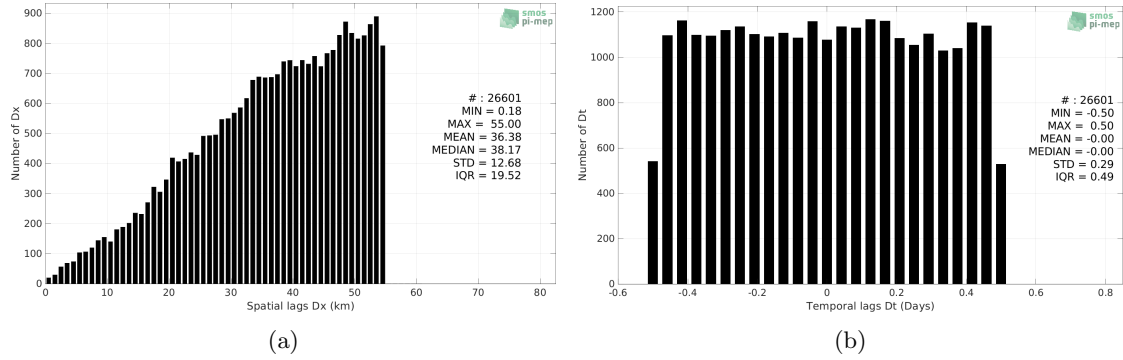 900
800
700
600
500
400
300
200
100
0
Number of Dx
0 10 20 30 40 50 60 70 80
Spatial lags Dx (km)
smos
pi-mep
# : 26601
MIN = 0.18
MAX = 55.00
MEAN = 36.38
MEDIAN = 38.17
STD = 12.68
IQR = 19.52
(a)
1200
1000
800
600
400
200
0
Number of Dt
-0.6 -0.4 -0.2 0 0.2 0.4 0.6 0.8
Temporal lags Dt (Days)
smos
pi-mep
# : 26601
MIN = -0.50
MAX = 0.50
MEAN = -0.00
MEDIAN = -0.00
STD = 0.29
IQR = 0.49
(b)